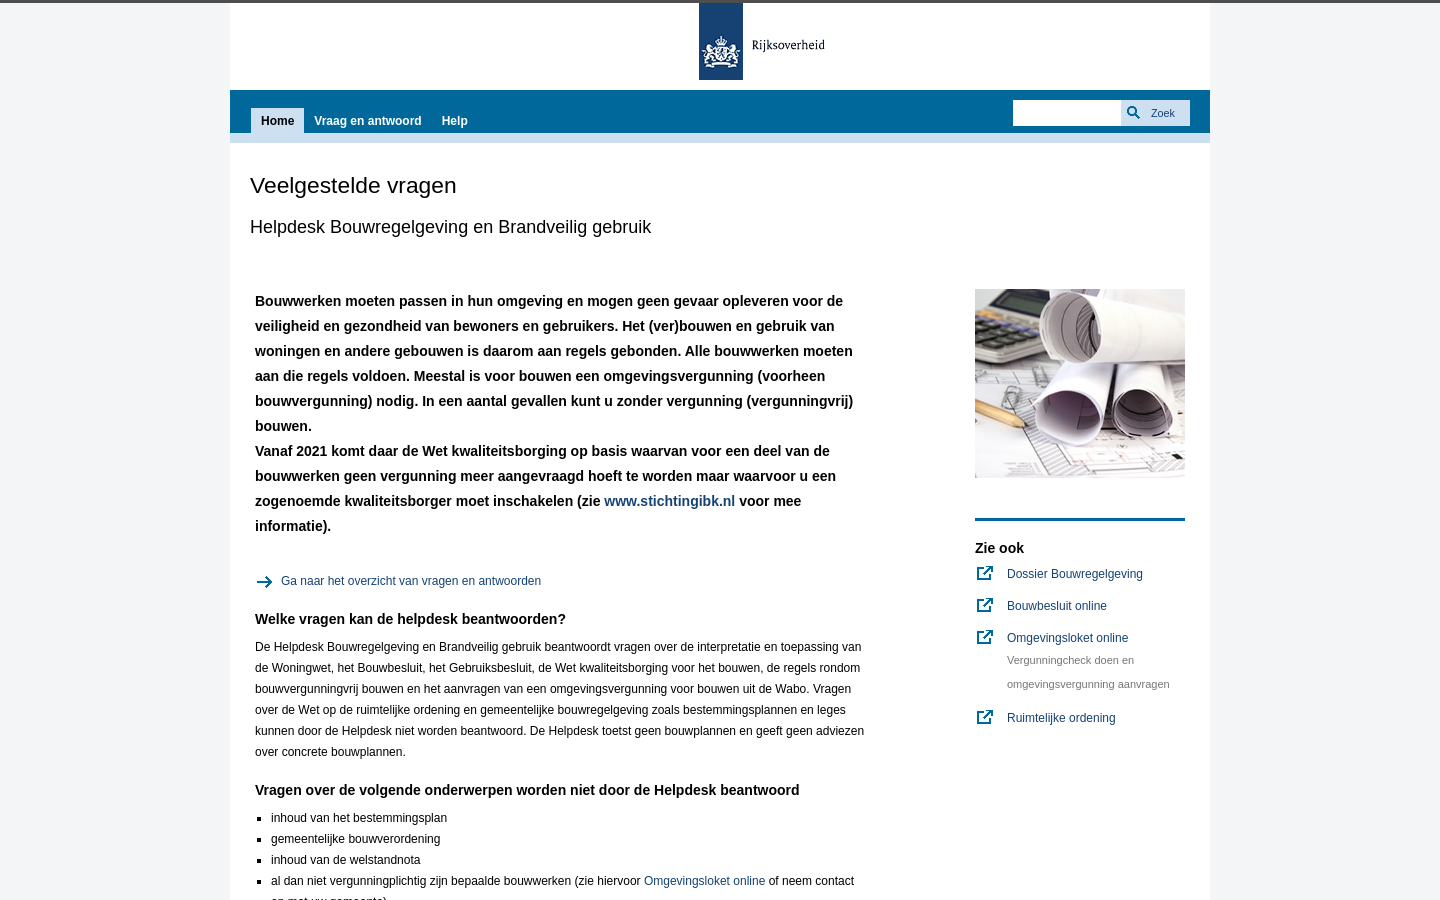 Rijksoverheid
Home Vraag en antwoord Help
Zoek
Veelgestelde vragen
Helpdesk Bouwregelgeving en Brandveilig gebruik
Bouwwerken moeten passen in hun omgeving en mogen geen gevaar opleveren voor de
veiligheid en gezondheid van bewoners en gebruikers. Het (ver)bouwen en gebruik van
woningen en andere gebouwen is daarom aan regels gebonden. Alle bouwwerken moeten
aan die regels voldoen. Meestal is voor bouwen een omgevingsvergunning (voorheen
bouwvergunning) nodig. In een aantal gevallen kunt u zonder vergunning (vergunningvrij)
bouwen.
Vanaf 2021 komt daar de Wet kwaliteitsborging op basis waarvan voor een deel van de
bouwwerken geen vergunning meer aangevraagd hoeft te worden maar waarvoor u een
zogenoemde kwaliteitsborger moet inschakelen (zie www.stichtingibk.nl voor mee
informatie).
Ga naar het overzicht van vragen en antwoorden
Welke vragen kan de helpdesk beantwoorden?
De Helpdesk Bouwregelgeving en Brandveilig gebruik beantwoordt vragen over de interpretatie en toepassing van
de Woningwet, het Bouwbesluit, het Gebruiksbesluit, de Wet kwaliteitsborging voor het bouwen, de regels rondom
bouwvergunningvrij bouwen en het aanvragen van een omgevingsvergunning voor bouwen uit de Wabo. Vragen
over de Wet op de ruimtelijke ordening en gemeentelijke bouwregelgeving zoals bestemmingsplannen en leges
kunnen door de Helpdesk niet worden beantwoord. De Helpdesk toetst geen bouwplannen en geeft geen adviezen
over concrete bouwplannen.
Vragen over de volgende onderwerpen worden niet door de Helpdesk beantwoord
inhoud van het bestemmingsplan
gemeentelijke bouwverordening
inhoud van de welstandnota
al dan niet vergunningplichtig zijn bepaalde bouwwerken (zie hiervoor Omgevingsloket online of neem contact
op met uw gemeente)
Zie ook
Dossier Bouwregelgeving
Bouwbesluit online
Omgevingsloket online
Vergunningcheck doen en
omgevingsvergunning aanvragen
Ruimtelijke ordening